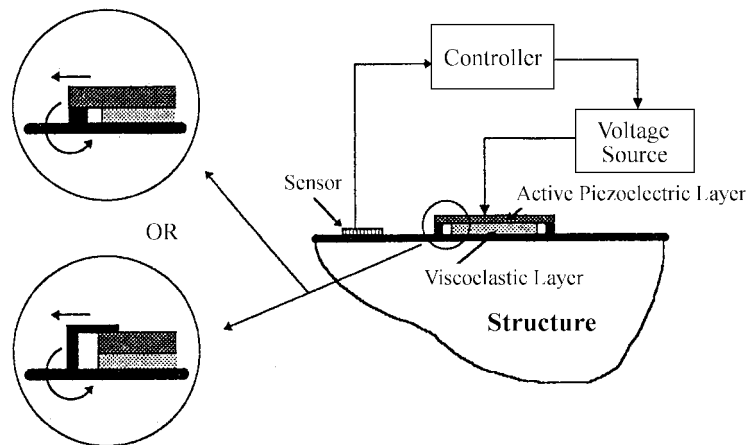 Controller
Voltage
Source
Sensor
Active Piezoelectric Layer
OR
Viscoelastic Layer
Structure